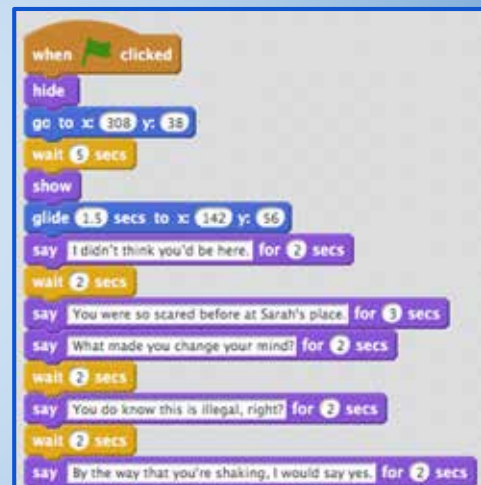 when clicked
hide
go to x: 308 y: 38
wait 5 secs
show
glide 1.5 secs to x: 142 y: 56
say I didn't think you'd be here. for 2 secs
wait 2 secs
say You were so scared before at Sarah's place. for 3 secs
say What made you change your mind? for 2 secs
wait 2 secs
say You do know this is illegal, right? for 2 secs
wait 2 secs
say By the way that you're shaking, I would say yes. for 2 secs